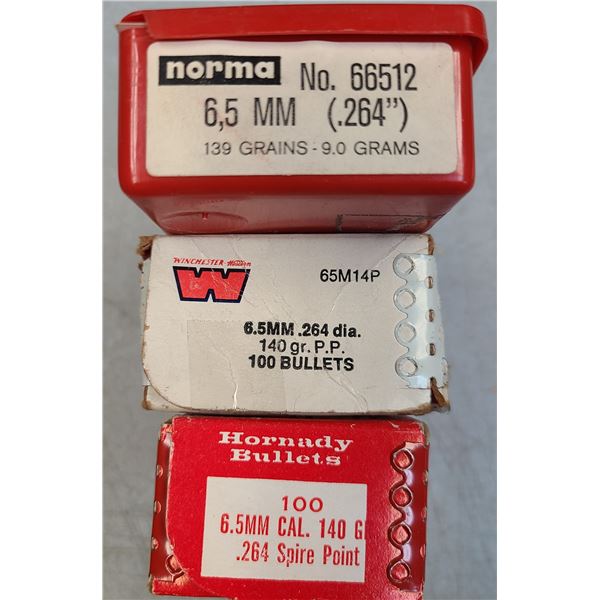 norma No. 66512
6,5 MM (.264")
139 GRAINS - 9.0 GRAMS
WINCHESTER-Western
W
65M14P
6.5MM .264 dia.
140 gr. P.P.
100 BULLETS
Hornady
Bullets
100
6.5MM CAL. 140 G
.264 Spire Point